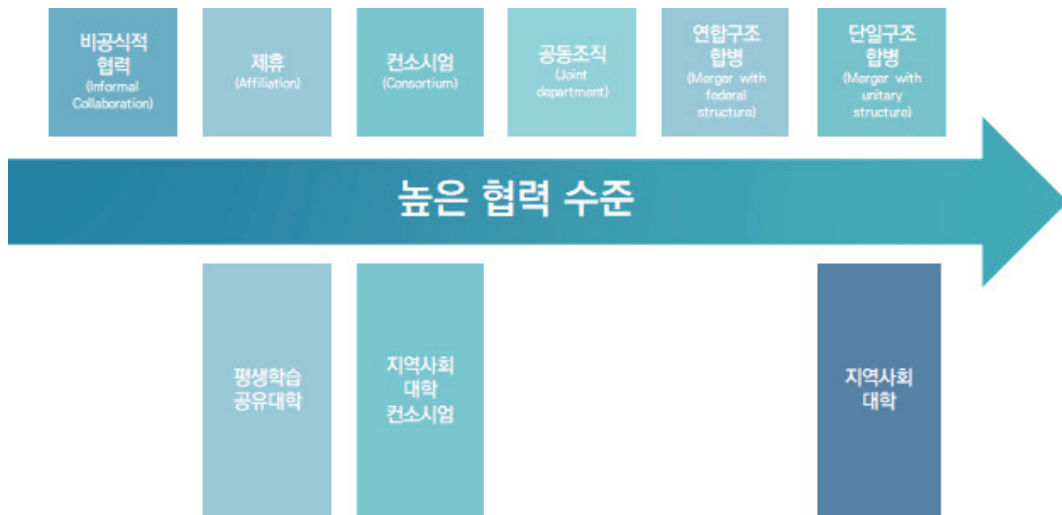 비공식적
협력
(Informal
Collaboration)
제휴
(Affiliation)
컨소시엄
(Consortium)
공동조직
(Joint
department)
연합구조
합병
(Merger with
federal
structure)
단일구조
합병
(Merger with
unitary
structure)
높은 협력 수준
평생학습
공유대학
지역사회
대학
컨소시엄
지역사회
대학